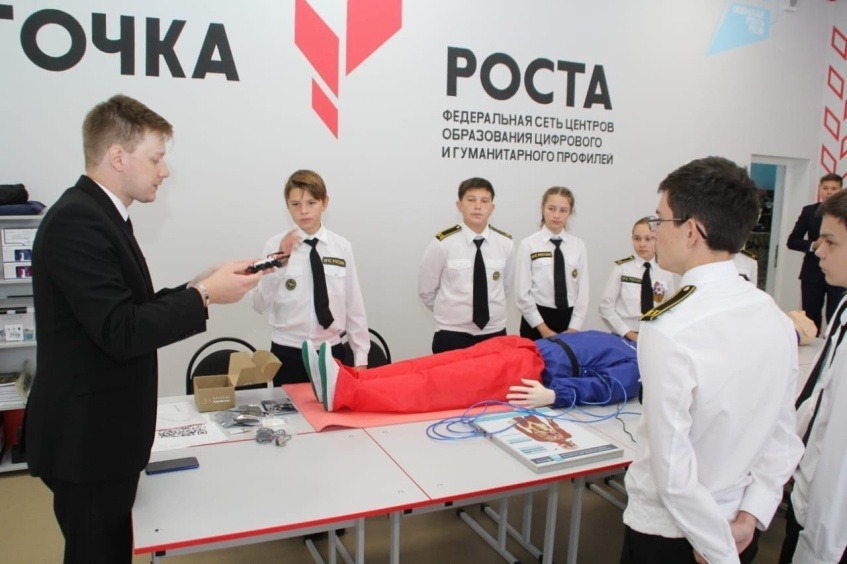 ТОЧКА
РОСТА
ФЕДЕРАЛЬНАЯ СЕТЬ ЦЕНТРОВ
ОБРАЗОВАНИЯ ЦИФРОВОГО
И ГУМАНИТАРНОГО ПРОФИЛЕЙ